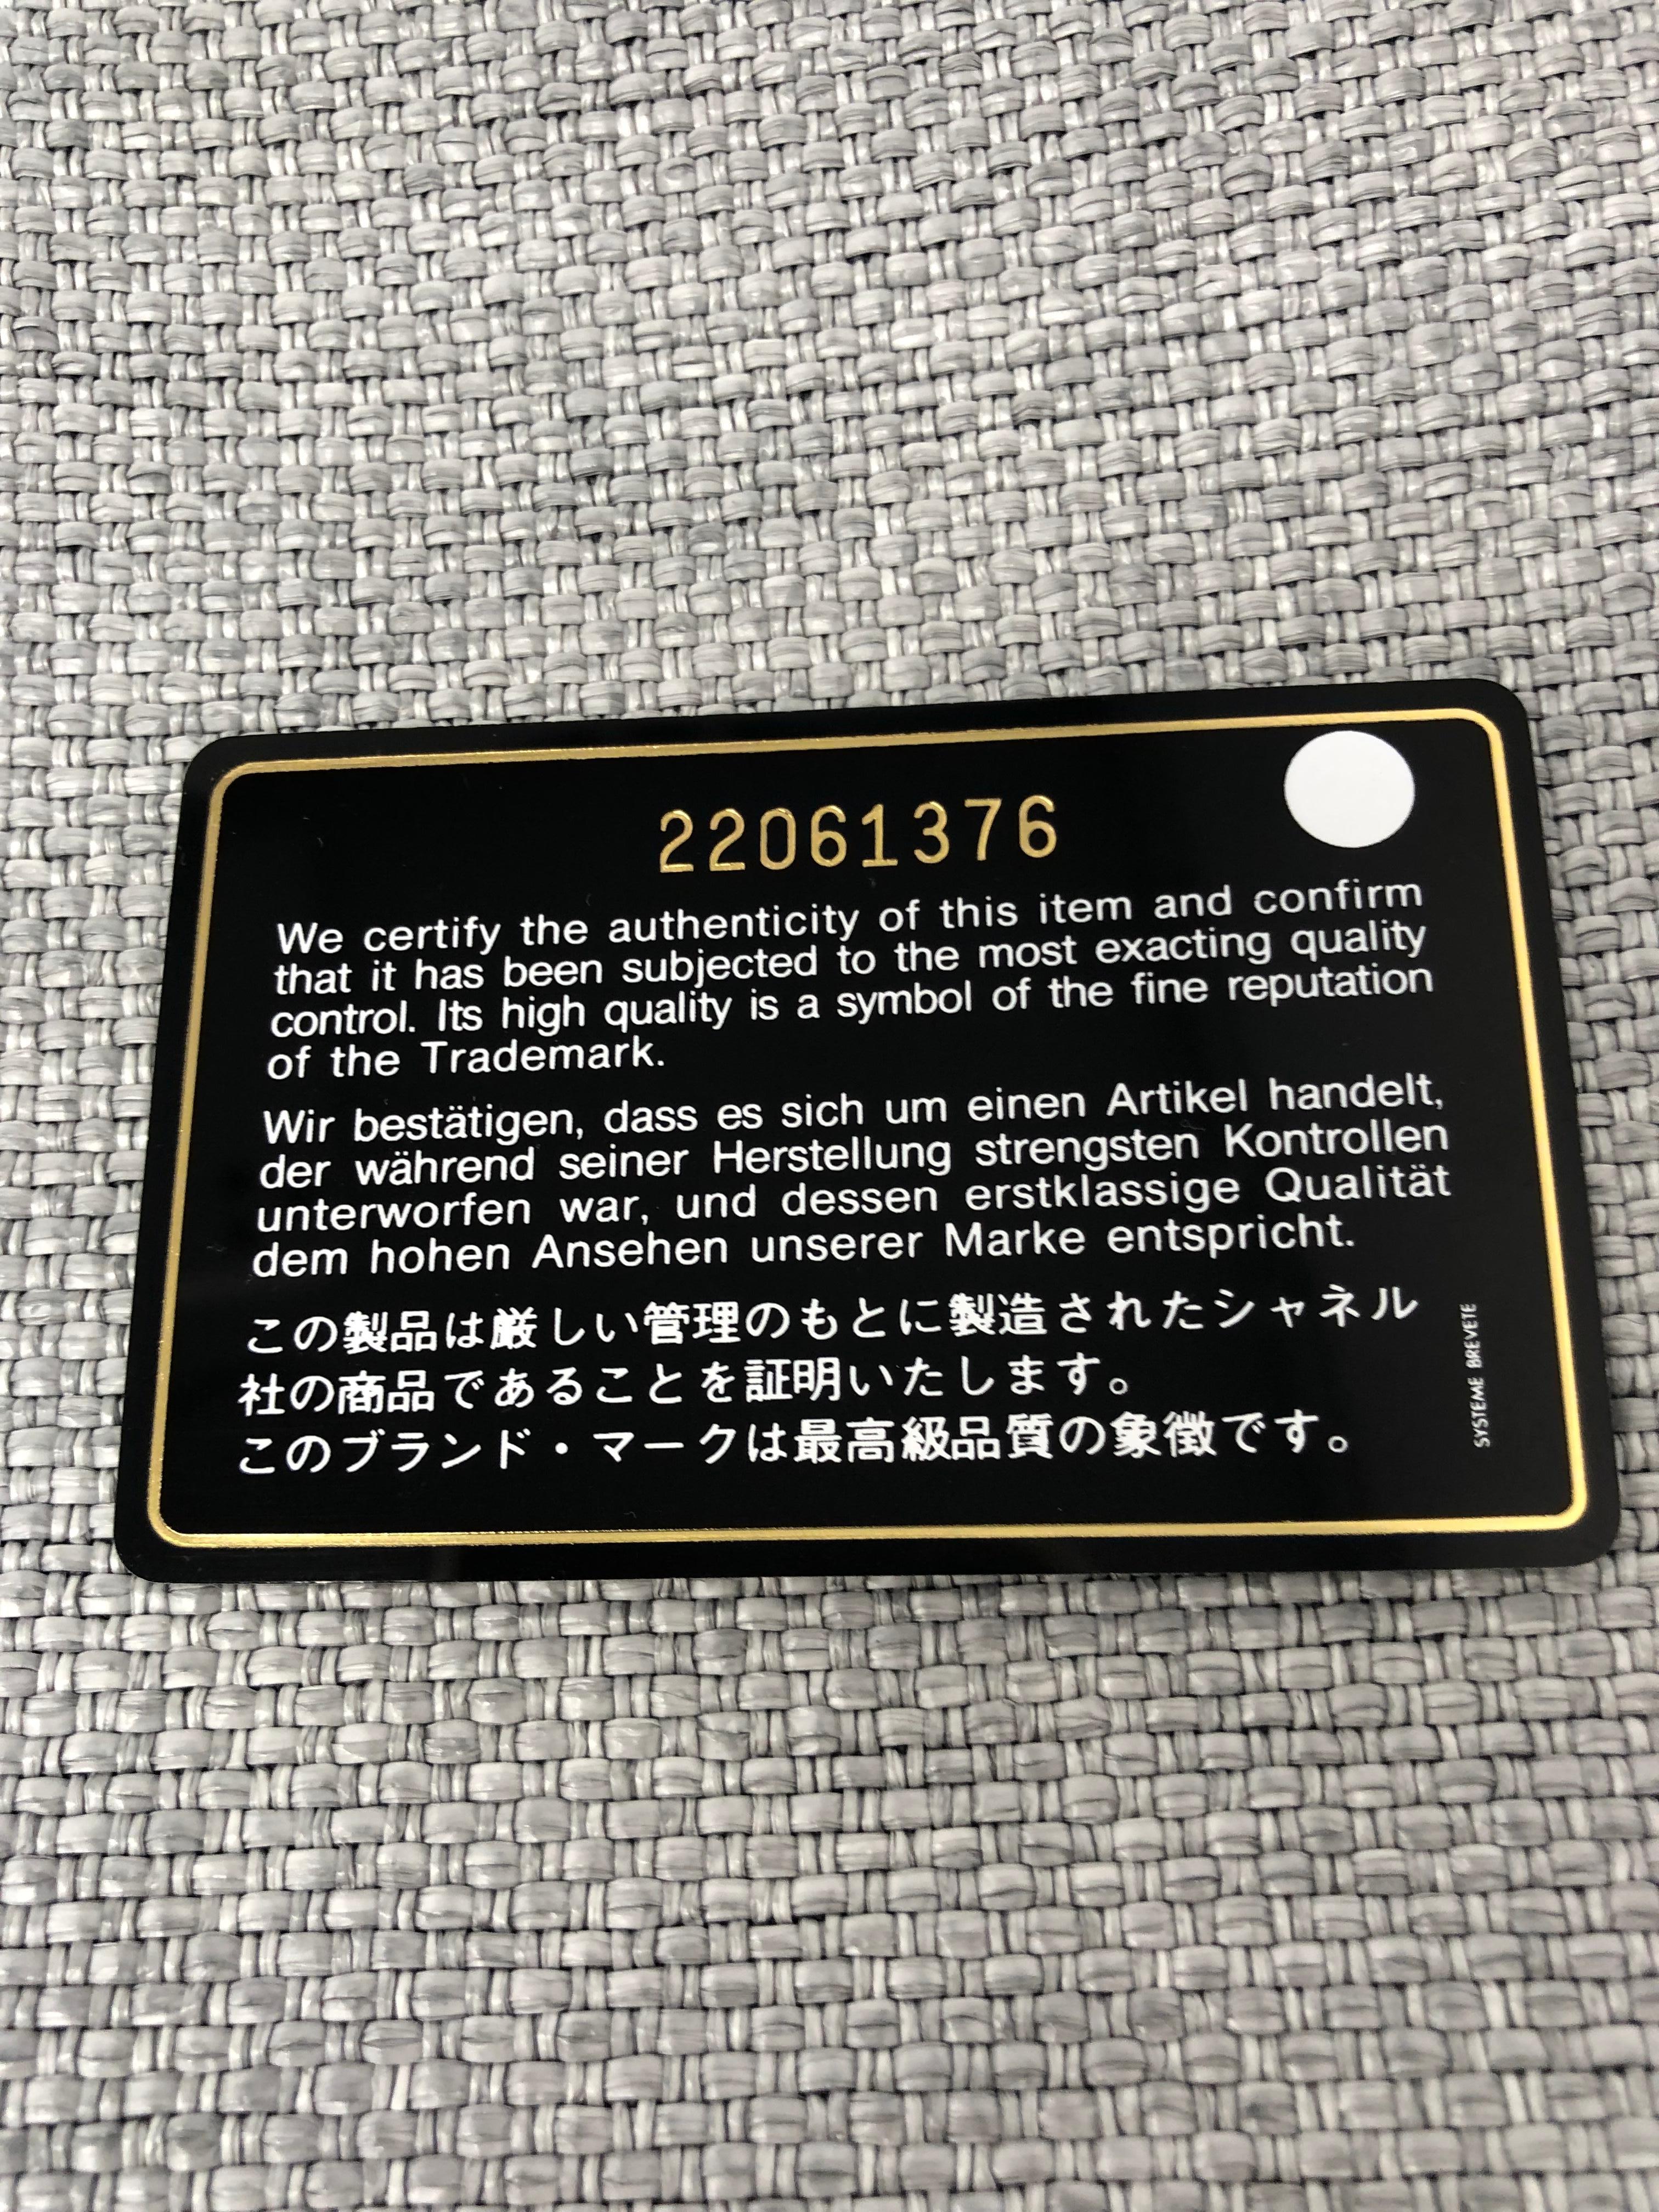 22061376
We certify the authenticity of this item and confirm
that it has been subjected to the most exacting quality
control. Its high quality is a symbol of the fine reputation
of the Trademark.
Wir bestätigen, dass es sich um einen Artikel handelt,
der während seiner Herstellung strengsten Kontrollen
unterworfen war, und dessen erstklassige Qualität
dem hohen Ansehen unserer Marke entspricht.
この製品は厳しい管理のもとに製造されたシャネル
社の商品であることを証明いたします。
このブランド・マークは最高級品質の象徴です。
SYSTEME BREVETE